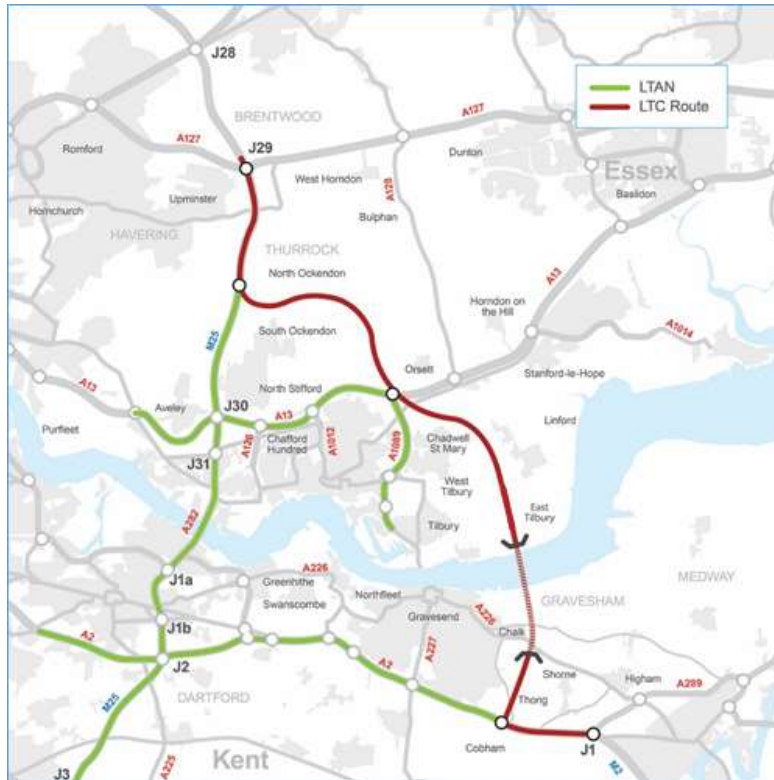 J28
LTAN
LTC Route
BRENTWOOD
A127
A127
Romford
J29
Dunton
Essex
West Horndon
Basildon
Upminster
A128
Hornchurch
Bulphan
HAVERING
THURROCK
North Ockendon
A13
Horndon on
the Hill
A1014
M25
South Ockendon
Orsett
Stanford-le-Hope
A13
North Stifford
Aveley
J30
A13
Linford
Purfleet
A126
Chafford
Hundred
A1012
A1089
Chadwell
St Mary
J31
West
Tilbury
A282
East
Tilbury
Tilbury
J1a
A226
Greenhithe
MEDWAY
Northfleet
GRAVESHAM
Swanscombe
Gravesend
A226
J1b
Chalk
A2
A227
J2
A2
Shorne
Higham
A289
M25
DARTFORD
Thong
Cobham
J1
Kent
J3
A225
M2